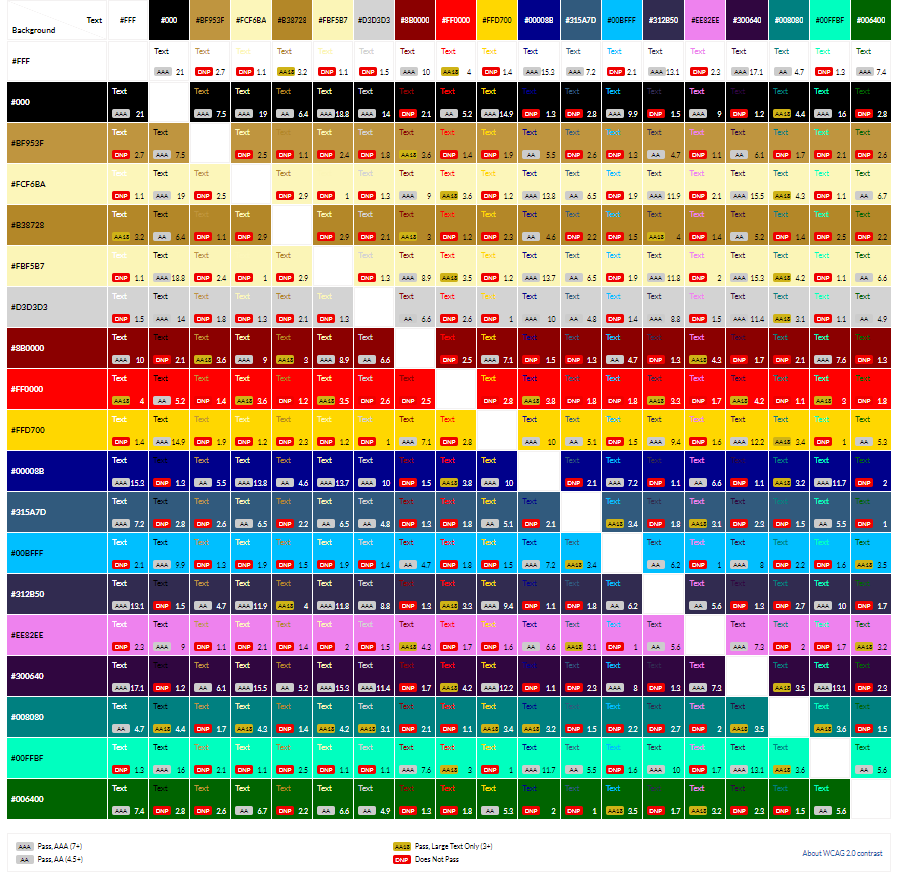 Text
Background
#FFF #000 #BF953F #FCF6BA #B38728 #FBF5B7 #D3D3D3 #8B0000 #FF0000 #FFD700 #00008B #315A7D #00BFFF #312B50 #EE82EE #300640 #008080 #00FFBF #006400
#FFF
Text Text Text Text Text Text Text Text Text Text Text Text Text Text Text Text Text Text
AAA 21 DNP 2.7 DNP 1.1 AA18 3.2 DNP 1.1 DNP 1.5 AAA 10 AA18 4 DNP 1.4 AAA 15.3 AAA 7.2 DNP 2.1 AAA 13.1 DNP 2.3 AAA 17.1 AA 4.7 DNP 1.3 AAA 7.4
#000
Text Text Text Text Text Text Text Text Text Text Text Text Text Text Text Text Text Text
AAA 21 AAA 7.5 AAA 19 AA 6.4 AAA 18.8 AAA 14 DNP 2.1 AA 5.2 AAA 14.9 DNP 1.3 DNP 2.8 AAA 9.9 DNP 1.5 AAA 9 DNP 1.2 AA18 4.4 AAA 16 DNP 2.8
#BF953F
Text Text Text Text Text Text Text Text Text Text Text Text Text Text Text Text Text Text
DNP 2.7 AAA 7.5 DNP 2.5 DNP 1.1 DNP 2.4 DNP 1.8 AA18 3.6 DNP 1.4 DNP 1.9 AA 5.5 DNP 2.6 DNP 1.3 AA 4.7 DNP 1.1 AA 6.1 DNP 1.7 DNP 2.1 DNP 2.6
#FCF6BA
Text Text Text Text Text Text Text Text Text Text Text Text Text Text Text Text Text Text
DNP 1.1 AAA 19 DNP 2.5 DNP 2.9 DNP 1 DNP 1.3 AAA 9 AA18 3.6 DNP 1.2 AAA 13.8 AA 6.5 DNP 1.9 AAA 11.9 DNP 2.1 AAA 15.5 AA18 4.3 DNP 1.1 AA 6.7
#B38728
Text Text Text Text Text Text Text Text Text Text Text Text Text Text Text Text Text Text
AA18 3.2 AA 6.4 DNP 1.1 DNP 2.9 DNP 2.9 DNP 2.1 AA18 3 DNP 1.2 DNP 2.3 AA 4.6 DNP 2.2 DNP 1.5 AA18 4 DNP 1.4 AA 5.2 DNP 1.4 DNP 2.5 DNP 2.2
#FBF5B7
Text Text Text Text Text Text Text Text Text Text Text Text Text Text Text Text Text Text
DNP 1.1 AAA 18.8 DNP 2.4 DNP 1 DNP 2.9 DNP 1.3 AAA 8.9 AA18 3.5 DNP 1.2 AAA 13.7 AA 6.5 DNP 1.9 AAA 11.8 DNP 2 AAA 15.3 AA18 4.2 DNP 1.1 AA 6.6
#D3D3D3
Text Text Text Text Text Text Text Text Text Text Text Text Text Text Text Text Text Text
DNP 1.5 AAA 14 DNP 1.8 DNP 1.3 DNP 2.1 DNP 1.3 AA 6.6 DNP 2.6 DNP 1 AAA 10 AA 4.8 DNP 1.4 AAA 8.8 DNP 1.5 AAA 11.4 AA18 3.1 DNP 1.1 AA 4.9
#8B0000
Text Text Text Text Text Text Text Text Text Text Text Text Text Text Text Text Text Text
AAA 10 DNP 2.1 AA18 3.6 AAA 9 AA18 3 AAA 8.9 AA 6.6 DNP 2.5 AAA 7.1 DNP 1.5 DNP 1.3 AA 4.7 DNP 1.3 AA18 4.3 DNP 1.7 DNP 2.1 AAA 7.6 DNP 1.3
#FF0000
Text Text Text Text Text Text Text Text Text Text Text Text Text Text Text Text Text Text
AA18 4 AA 5.2 DNP 1.4 AA18 3.6 DNP 1.2 AA18 3.5 DNP 2.6 DNP 2.5 DNP 2.8 AA18 3.8 DNP 1.8 DNP 1.8 AA18 3.3 DNP 1.7 AA18 4.2 DNP 1.1 AA18 3 DNP 1.8
#FFD700
Text Text Text Text Text Text Text Text Text Text Text Text Text Text Text Text Text Text
DNP 1.4 AAA 14.9 DNP 1.9 DNP 1.2 DNP 2.3 DNP 1.2 DNP 1 AAA 7.1 DNP 2.8 AAA 10 AA 5.1 DNP 1.5 AAA 9.4 DNP 1.6 AAA 12.2 AA18 3.4 DNP 1 AA 5.3
#00008B
Text Text Text Text Text Text Text Text Text Text Text Text Text Text Text Text Text Text
AAA 15.3 DNP 1.3 AA 5.5 AAA 13.8 AA 4.6 AAA 13.7 AAA 10 DNP 1.5 AA18 3.8 AAA 10 DNP 2.1 AAA 7.2 DNP 1.1 AA 6.6 DNP 1.1 AA18 3.2 AAA 11.7 DNP 2
#315A7D
Text Text Text Text Text Text Text Text Text Text Text Text Text Text Text Text Text Text
AAA 7.2 DNP 2.8 DNP 2.6 AA 6.5 DNP 2.2 AA 6.5 AA 4.8 DNP 1.3 DNP 1.8 AA 5.1 DNP 2.1 AA18 3.4 DNP 1.8 AA18 3.1 DNP 2.3 DNP 1.5 AA 5.5 DNP 1
#00BFFF
Text Text Text Text Text Text Text Text Text Text Text Text Text Text Text Text Text Text
DNP 2.1 AAA 9.9 DNP 1.3 DNP 1.9 DNP 1.5 DNP 1.9 DNP 1.4 AA 4.7 DNP 1.8 DNP 1.5 AAA 7.2 AA18 3.4 AA 6.2 DNP 1 AAA 8 DNP 2.2 DNP 1.6 AA18 3.5
#312B50
Text Text Text Text Text Text Text Text Text Text Text Text Text Text Text Text Text Text
AAA 13.1 DNP 1.5 AA 4.7 AAA 11.9 AA18 4 AAA 11.8 AAA 8.8 DNP 1.3 AA18 3.3 AAA 9.4 DNP 1.1 DNP 1.8 AA 6.2 AA 5.6 DNP 1.3 DNP 2.7 AAA 10 DNP 1.7
#EE82EE
Text Text Text Text Text Text Text Text Text Text Text Text Text Text Text Text Text Text
DNP 2.3 AAA 9 DNP 1.1 DNP 2.1 DNP 1.4 DNP 2 DNP 1.5 AA18 4.3 DNP 1.7 DNP 1.6 AA 6.6 AA18 3.1 DNP 1 AA 5.6 AAA 7.3 DNP 2 DNP 1.7 AA18 3.2
#300640
Text Text Text Text Text Text Text Text Text Text Text Text Text Text Text Text Text Text
AAA 17.1 DNP 1.2 AA 6.1 AAA 15.5 AA 5.2 AAA 15.3 AAA 11.4 DNP 1.7 AA18 4.2 AAA 12.2 DNP 1.1 DNP 2.3 AAA 8 DNP 1.3 AAA 7.3 AA18 3.5 AAA 13.1 DNP 2.3
#008080
Text Text Text Text Text Text Text Text Text Text Text Text Text Text Text Text Text Text
AA 4.7 AA18 4.4 DNP 1.7 AA18 4.3 DNP 1.4 AA18 4.2 AA18 3.1 DNP 2.1 DNP 1.1 AA18 3.4 AA18 3.2 DNP 1.5 DNP 2.2 DNP 2.7 DNP 2 AA18 3.5 AA18 3.6 DNP 1.5
#00FFBF
Text Text Text Text Text Text Text Text Text Text Text Text Text Text Text Text Text Text
DNP 1.3 AAA 16 DNP 2.1 DNP 1.1 DNP 2.5 DNP 1.1 DNP 1.1 AAA 7.6 AA18 3 DNP 1 AAA 11.7 AA 5.5 DNP 1.6 AAA 10 DNP 1.7 AAA 13.1 AA18 3.6 AA 5.6
#006400
Text Text Text Text Text Text Text Text Text Text Text Text Text Text Text Text Text Text
AAA 7.4 DNP 2.8 DNP 2.6 AA 6.7 DNP 2.2 AA 6.6 AA 4.9 DNP 1.3 DNP 1.8 AA 5.3 DNP 2 DNP 1 AA18 3.5 DNP 1.7 AA18 3.2 DNP 2.3 DNP 1.5 AA 5.6
AAA Pass, AAA (7+)
AA Pass, AA (4.5+)
AA18 Pass, Large Text Only (3+)
DNP Does Not Pass
About WCAG 2.0 contrast